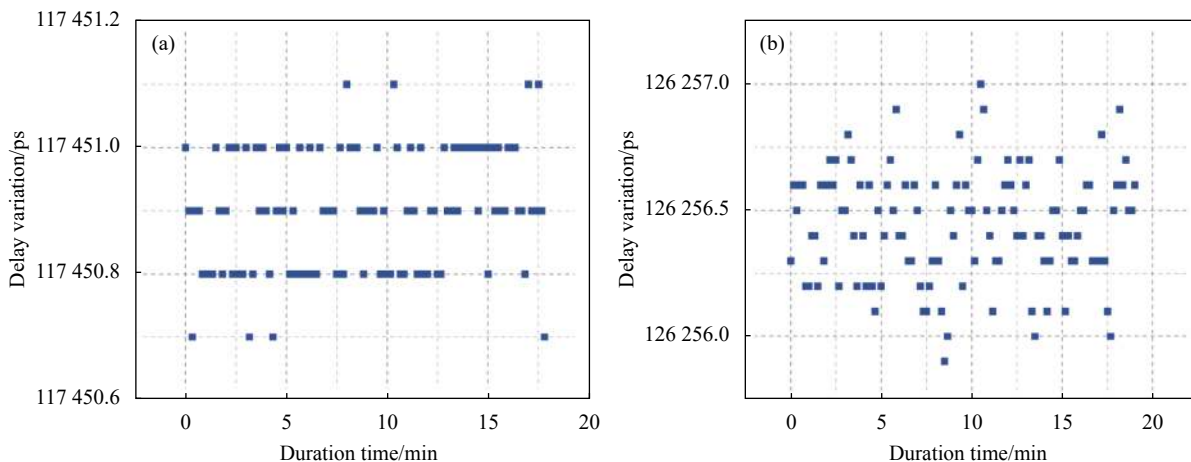 117 451.2
(a)
117 451.0
117 450.8
117 450.6
Delay variation/ps
0 5 10 15 20
Duration time/min
(b)
126 257.0
126 256.5
126 256.0
Delay variation/ps
0 5 10 15 20
Duration time/min